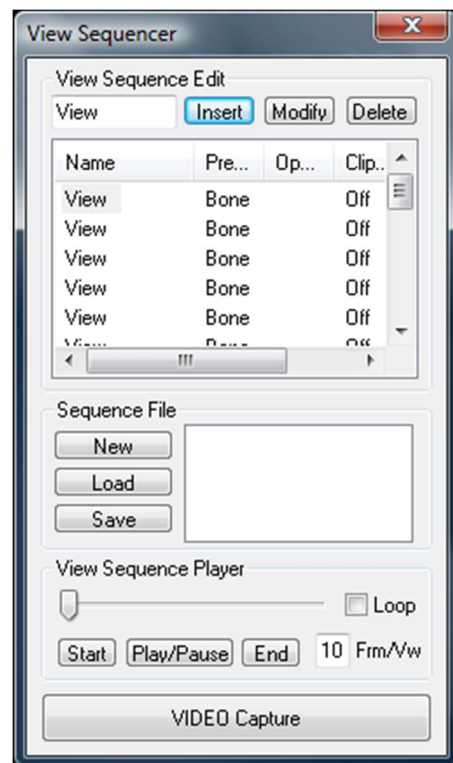 View Sequencer
View Sequence Edit
View Insert Modify Delete
Name Pre... Op... Clip..
View Bone Off
View Bone Off
View Bone Off
View Bone Off
View Bone Off
Sequence File
New
Load
Save
View Sequence Player
Loop
Start Play/Pause End 10 Frm/Vw
VIDEO Capture